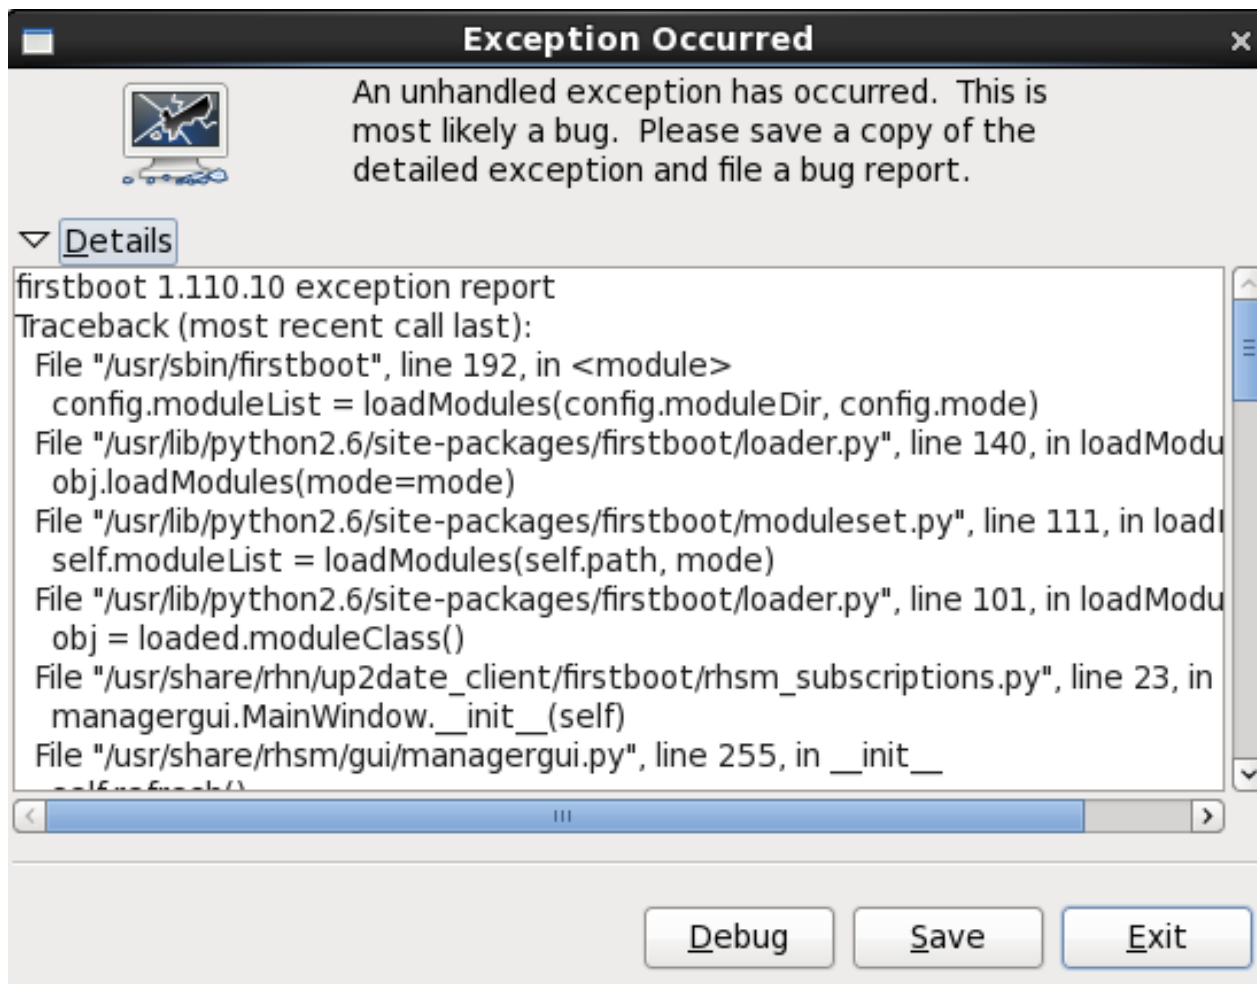 Exception Occurred
An unhandled exception has occurred.  This is
most likely a bug.  Please save a copy of the
detailed exception and file a bug report.
Details
firstboot 1.110.10 exception report
Traceback (most recent call last):
File "/usr/sbin/firstboot", line 192, in <module>
config.moduleList = loadModules(config.moduleDir, config.mode)
File "/usr/lib/python2.6/site-packages/firstboot/loader.py", line 140, in loadModu
obj.loadModules(mode=mode)
File "/usr/lib/python2.6/site-packages/firstboot/moduleset.py", line 111, in load
self.moduleList = loadModules(self.path, mode)
File "/usr/lib/python2.6/site-packages/firstboot/loader.py", line 101, in loadModu
obj = loaded.moduleClass()
File "/usr/share/rhn/up2date_client/firstboot/rhsm_subscriptions.py", line 23, in
managergui.MainWindow.__init__(self)
File "/usr/share/rhsm/gui/managergui.py", line 255, in __init__
self.refresh()
Debug
Save
Exit